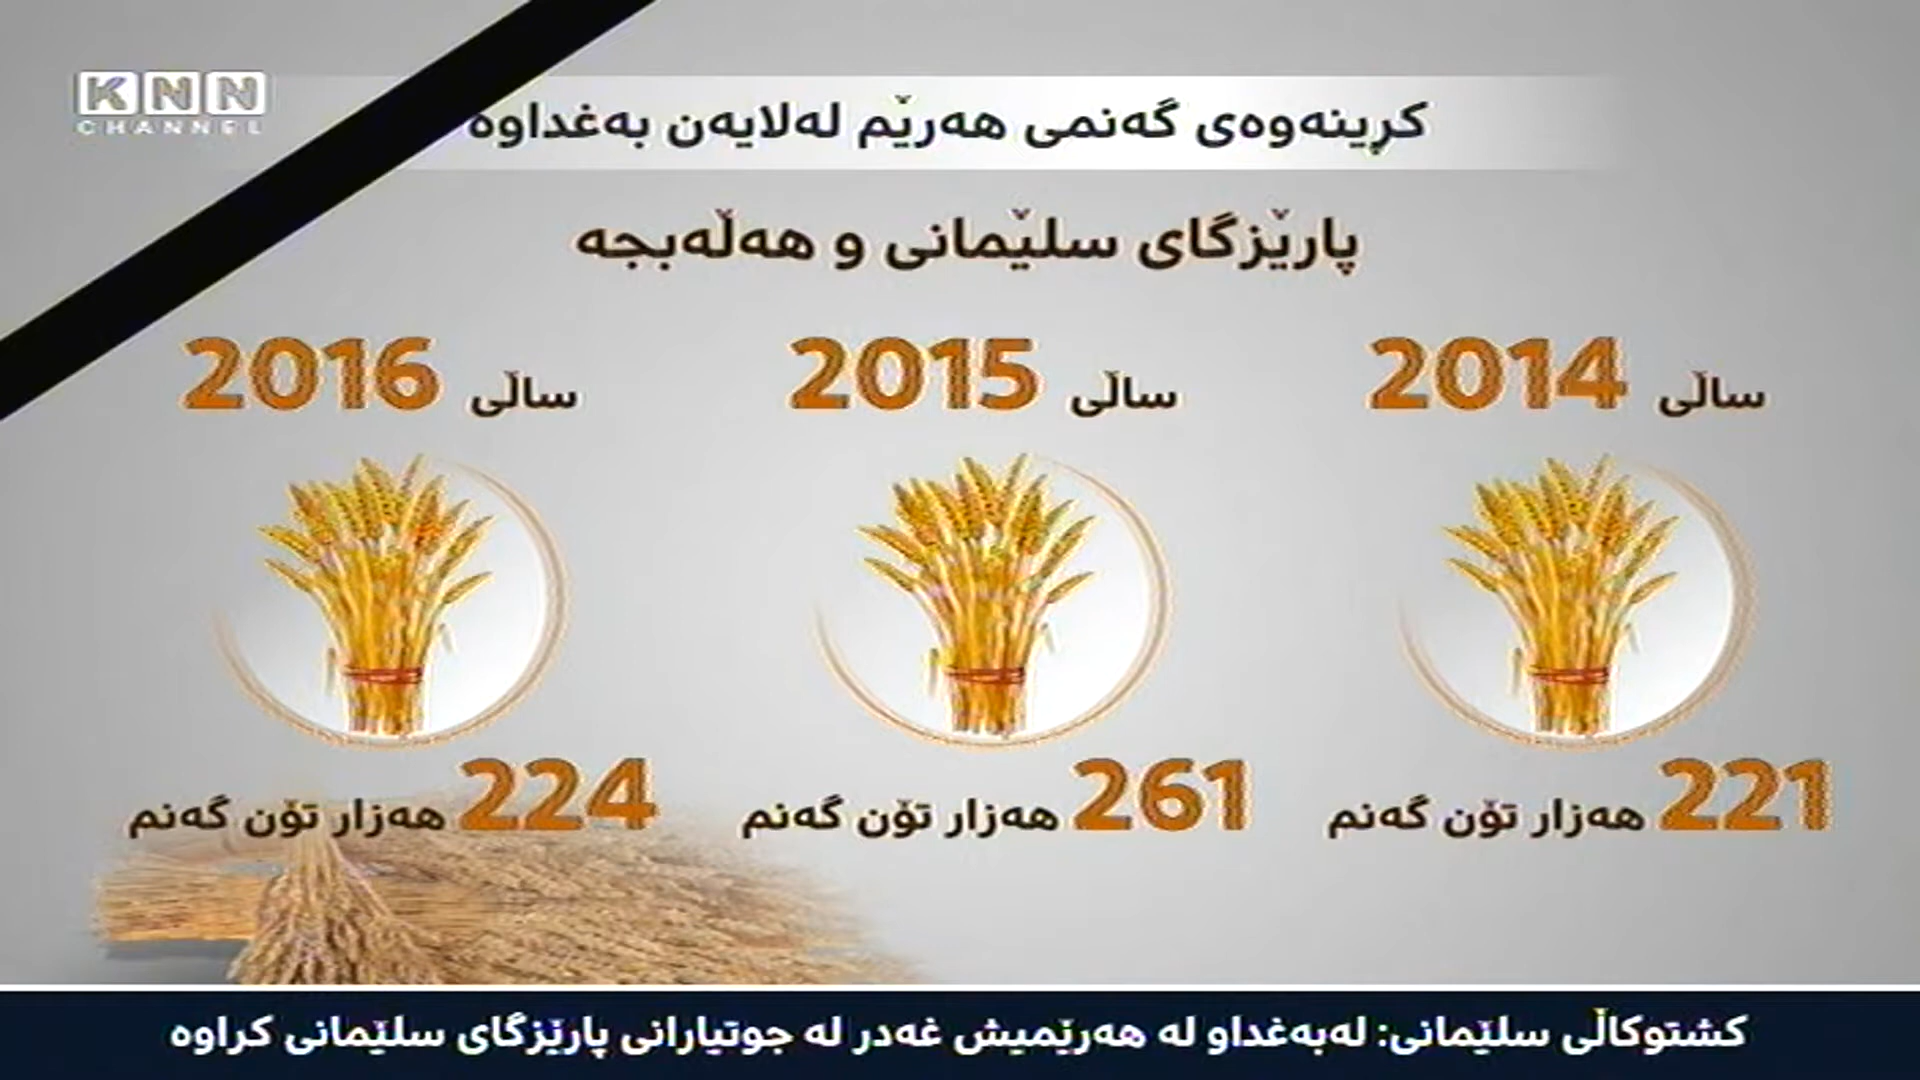 KNN
CHANNEL
کڕینەوەی گەنمی هەرێم لەلایەن بەغداوە
پارێزگای سلێمانی و هەڵەبجە
ساڵی 2014
ساڵی 2015
ساڵی 2016
221 هەزار تۆن گەنم
261 هەزار تۆن گەنم
224 هەزار تۆن گەنم
کشتوکاڵی سلێمانی: لەبەغداو لە هەرێمیش غەدر لە جوتیارانی پارێزگای سلێمانی کراوە